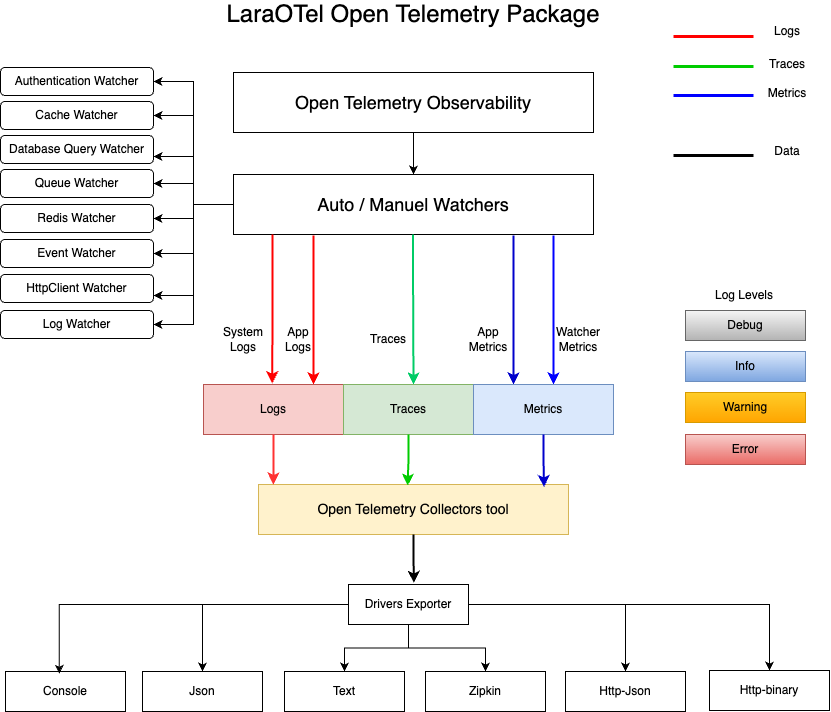 LaraOTel Open Telemetry Package
Logs
Traces
Metrics
Data
Authentication Watcher
Cache Watcher
Database Query Watcher
Queue Watcher
Redis Watcher
Event Watcher
HttpClient Watcher
Log Watcher
Open Telemetry Observability
Auto / Manuel Watchers
System
Logs
App
Logs
Traces
App
Metrics
Watcher
Metrics
Logs
Traces
Metrics
Log Levels
Debug
Info
Warning
Error
Open Telemetry Collectors tool
Drivers Exporter
Console
Json
Text
Zipkin
Http-Json
Http-binary